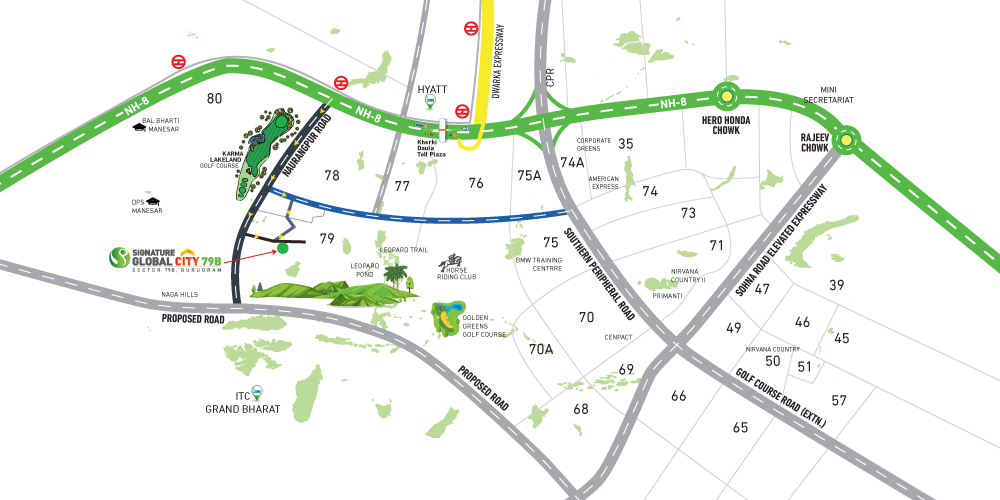 DWARKA EXPRESSWAY
CPR
HYATT
MINI
SECRETARIAT
80
NH-8
NH-8
NH-8
HERO HONDA
CHOWK
RAJEEV
CHOWK
BAL BHARTI
MANESAR
Kherki
Daula
Toll Plaza
CORPORATE
GREENS
35
KARMA
LAKELAND
GOLF COURSE
NAURANGPUR ROAD
78
77
76
75A
74A
AMERICAN
EXPRESS
74
DPS
MANESAR
73
79
75
71
LEOPARD TRAIL
SIGNATURE
GLOBAL CITY 79B
SECTOR 79B, GURUGRAM
LEOPARD
POND
HORSE
RIDING CLUB
BMW TRAINING
CENTRRE
SOUTHERN PERIPHERAL ROAD
SOHNA ROAD ELEVATED EXPRESSWAY
NIRVANA
COUNTRY II
PRIMANTI
47
39
NAGA HILLS
PROPOSED ROAD
GOLDEN
GREENS
GOLF COURSE
70
CENPACT
49
46
45
70A
NIRVANA COUNTRY
50
51
69
PROPOSED ROAD
GOLF COURSE ROAD (EXTN.)
ITC
GRAND BHARAT
66
57
68
65